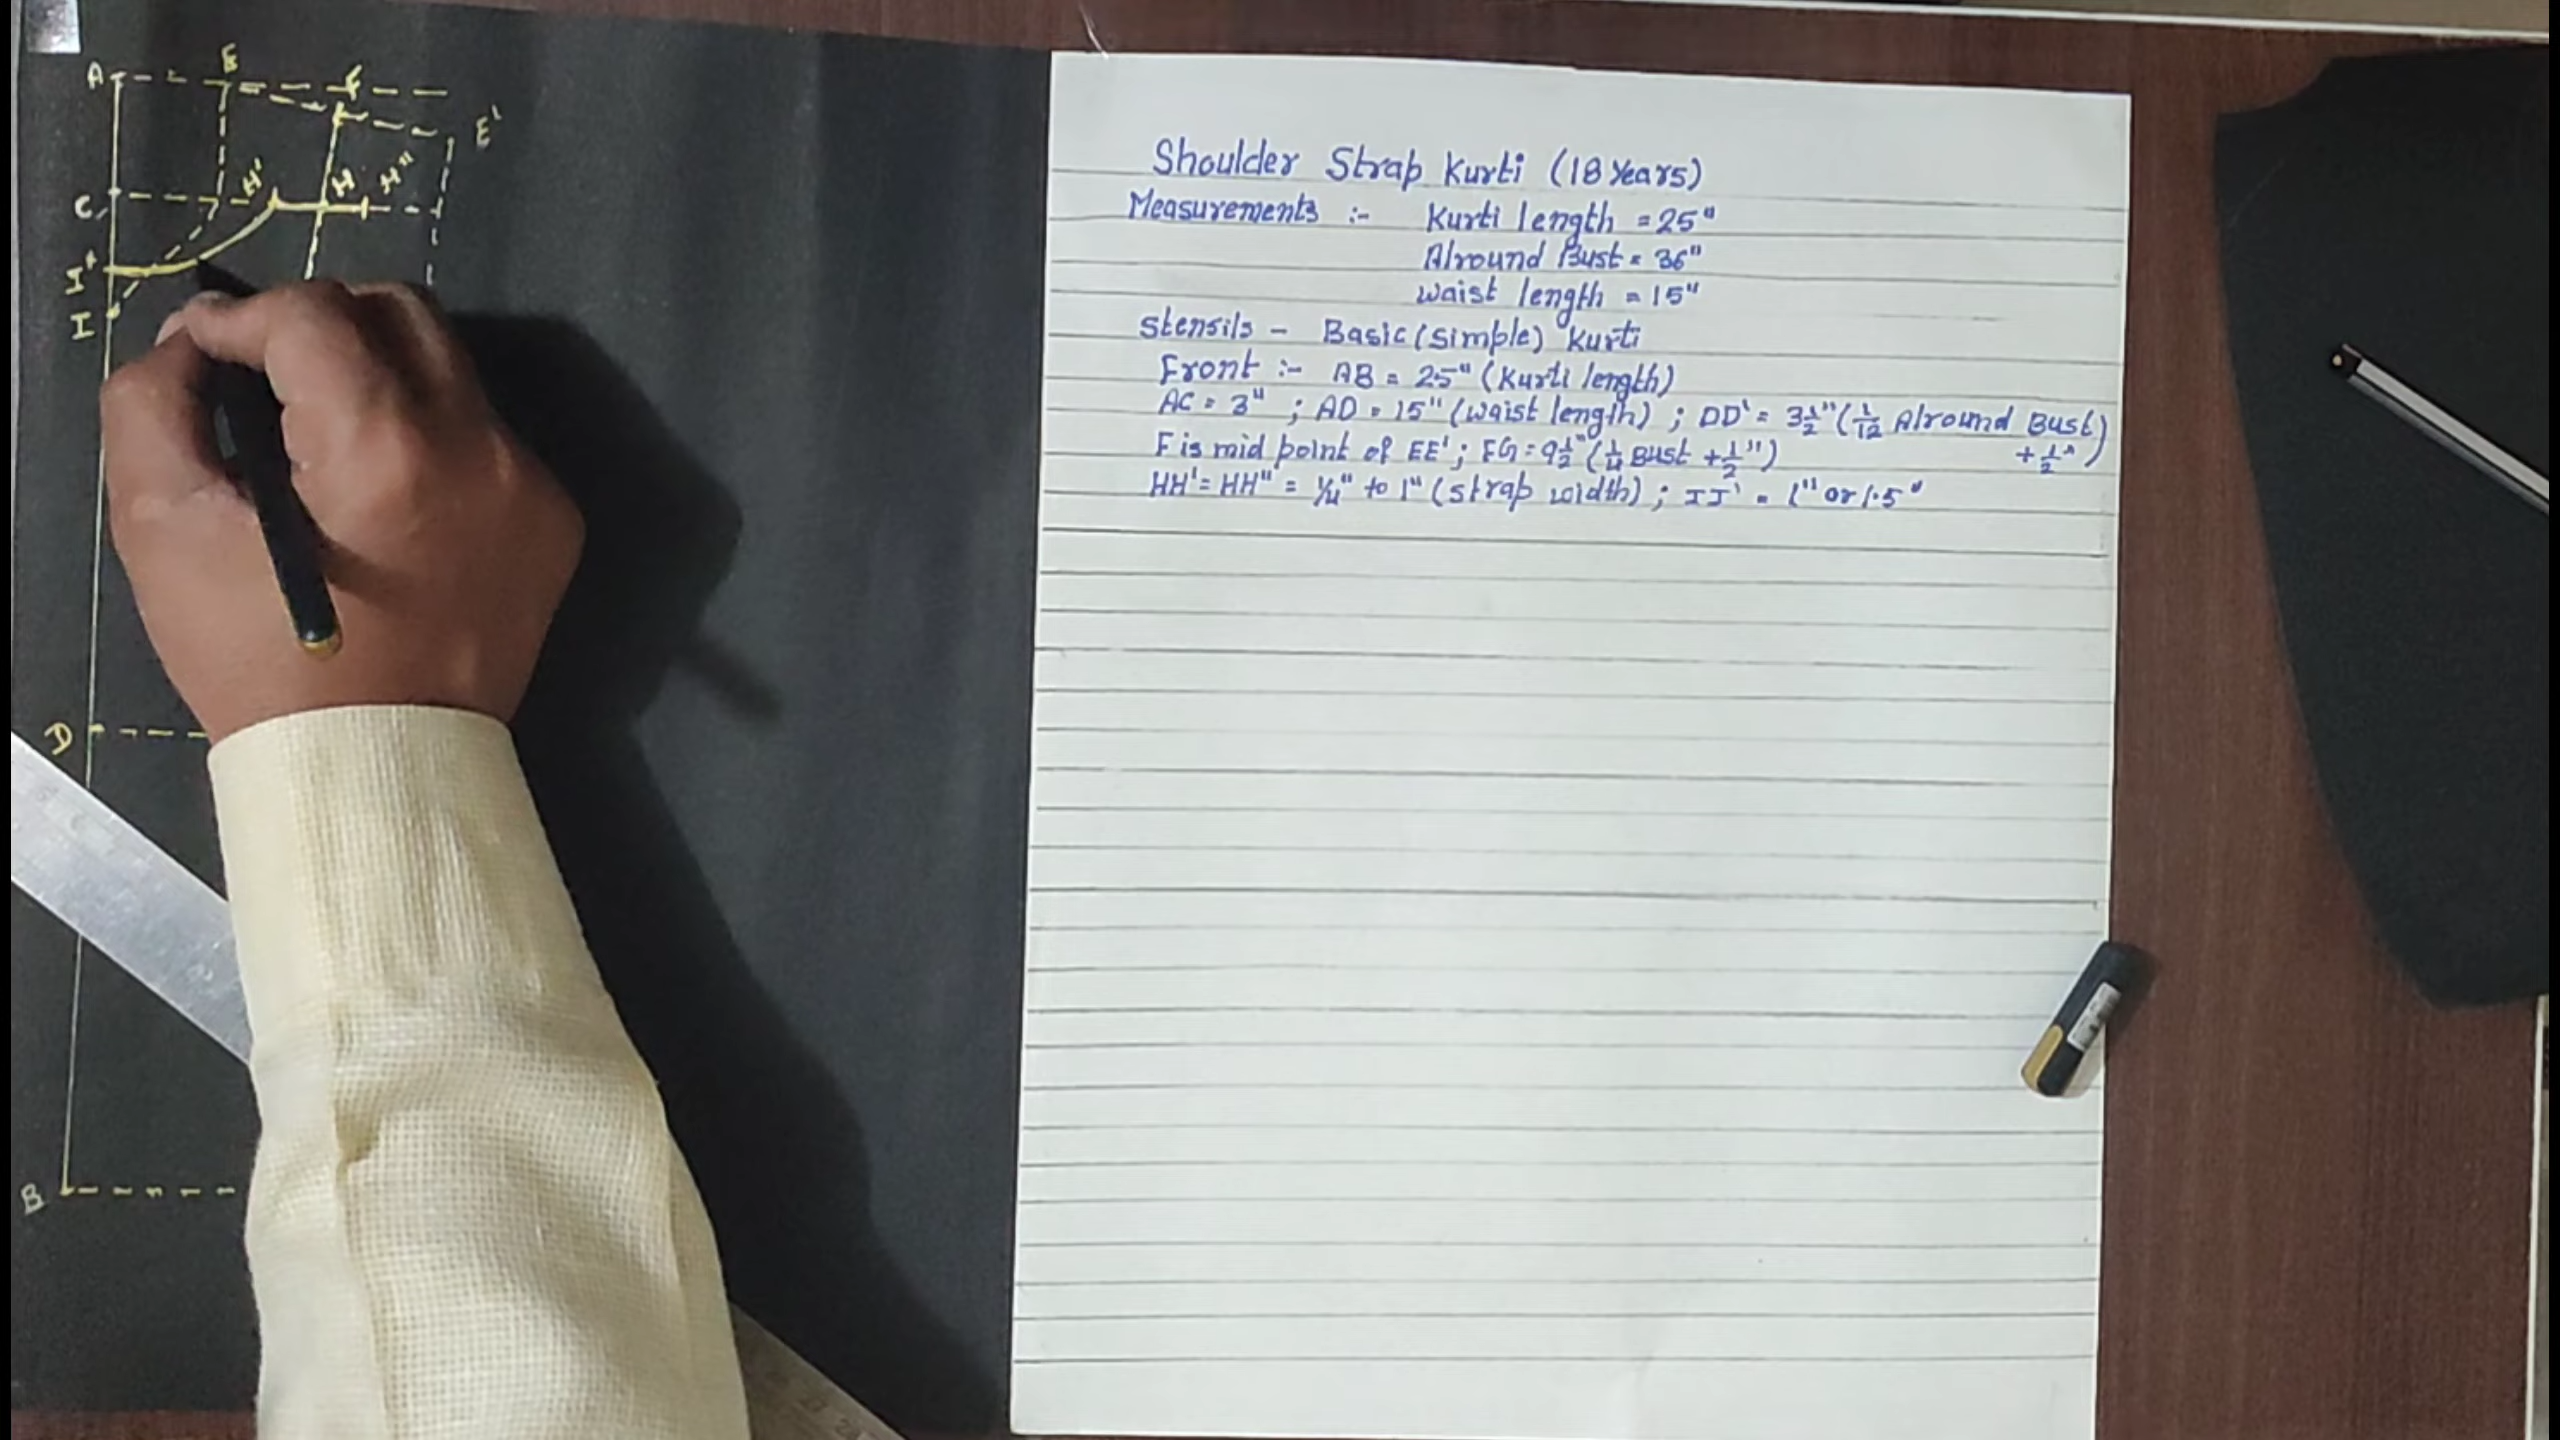 A
E
F
E'
C
H'
H
H"
I'
I
D
B
Shoulder Strap Kurti (18 Years)
Measurements :- Kurti length = 25"
Alround Bust = 36"
Waist length = 15"
Stensils - Basic (Simple) Kurti
Front :- AB = 25" (Kurti length)
AC = 3" ; AD = 15" (Waist length) ; DD' = 3½" (1/12 Alround Bust + ½")
F is mid point of EE' ; FG = 9½" (¼ Bust + ½")
HH' = HH" = ¼" to 1" (Strap width) ; II' = 1" or 1.5"